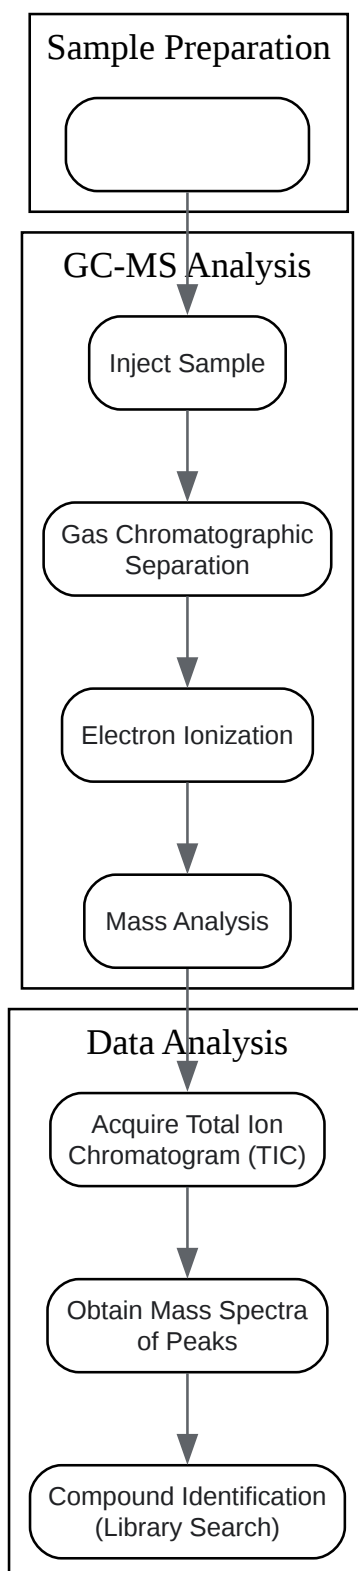 Sample Preparation
GC-MS Analysis
Inject Sample
Gas Chromatographic
Separation
Electron Ionization
Mass Analysis
Data Analysis
Acquire Total Ion
Chromatogram (TIC)
Obtain Mass Spectra
of Peaks
Compound Identification
(Library Search)